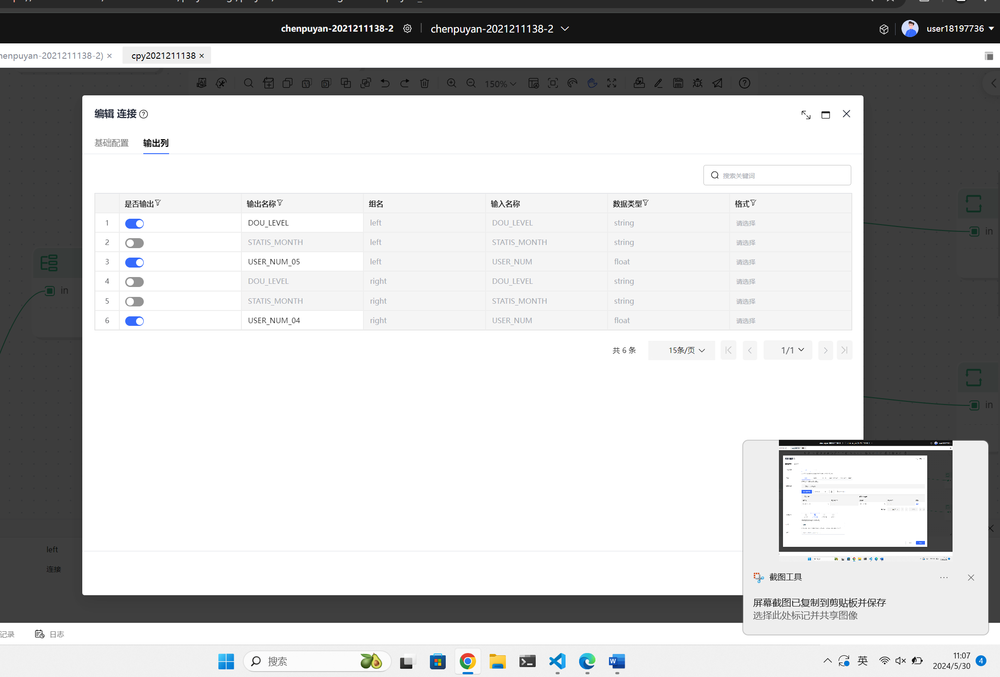 chenpuyan-2021211138-2
chenpuyan-2021211138-2
user18197736
henpuyan-2021211138-2) ×
cpy2021211138 ×
150%
编辑 连接
基础配置
输出列
搜索关键词
是否输出 输出名称 组名 输入名称 数据类型 格式
1 DOU_LEVEL left DOU_LEVEL string 请选择
2 STATIS_MONTH left STATIS_MONTH string 请选择
3 USER_NUM_05 left USER_NUM float 请选择
4 DOU_LEVEL right DOU_LEVEL string 请选择
5 STATIS_MONTH right STATIS_MONTH string 请选择
6 USER_NUM_04 right USER_NUM float 请选择
共 6 条 15条/页 1/1
in
in
in
left
连接
截图工具
屏幕截图已复制到剪贴板并保存
选择此处标记并共享图像
记录
日志
搜索
英
11:07
2024/5/30
4